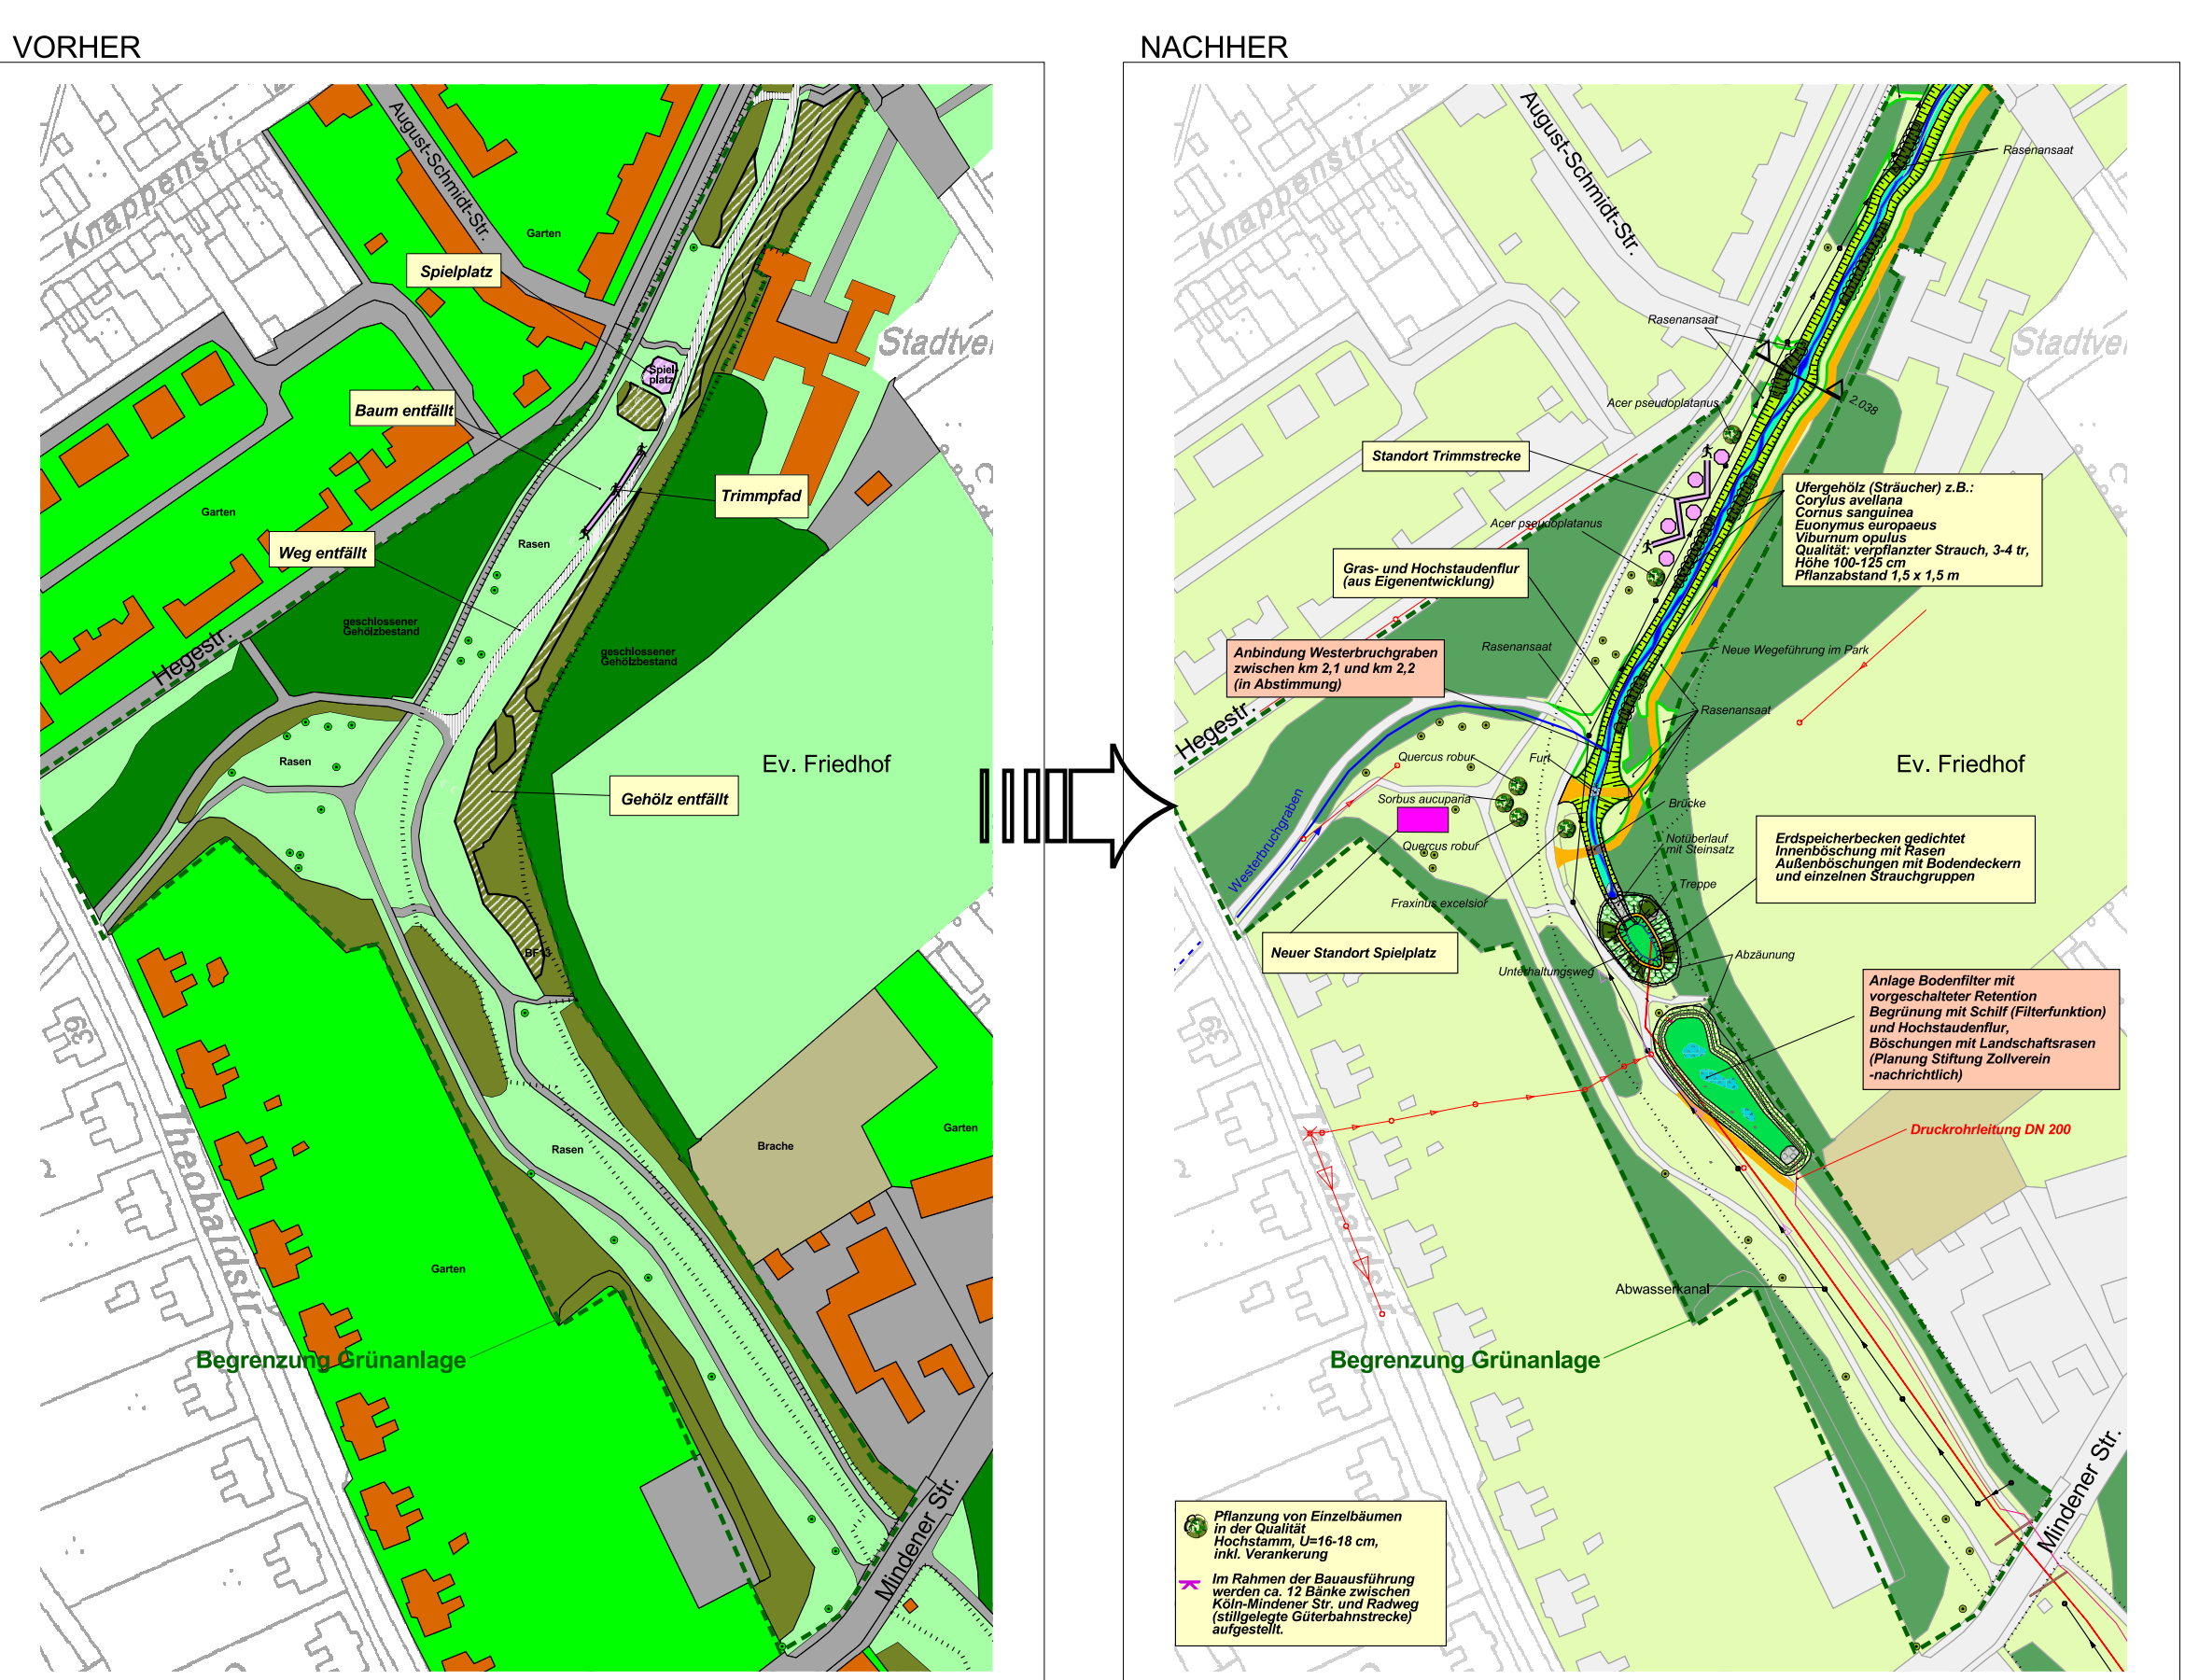 VORHER
Knappenstr.
August-Schmidt-Str.
Garten
Spielplatz
Stadtver
Spiel-
platz
Baum entfällt
Trimmpfad
Garten
Weg entfällt
Rasen
geschlossener
Gehölzbestand
geschlossener
Gehölzbestand
Hegestr.
Rasen
Ev. Friedhof
Gehölz entfällt
BF13
39
Theobaldstr.
Rasen
Brache
Garten
Garten
Begrenzung Grünanlage
Mindener Str.
NACHHER
Knappenstr.
August-Schmidt-Str.
Rasenansaat
Rasenansaat
Stadtver
Acer pseudoplatanus
2.038
Standort Trimmstrecke
Ufergehölz (Sträucher) z.B.:
Corylus avellana
Cornus sanguinea
Euonymus europaeus
Viburnum opulus
Qualität: verpflanzter Strauch, 3-4 tr,
Höhe 100-125 cm
Pflanzabstand 1,5 x 1,5 m
Acer pseudoplatanus
Gras- und Hochstaudenflur
(aus Eigenentwicklung)
Anbindung Westerbruchgraben
zwischen km 2,1 und km 2,2
(in Abstimmung)
Rasenansaat
Neue Wegeführung im Park
Rasenansaat
Hegestr.
Quercus robur
Furt
Ev. Friedhof
Sorbus aucuparia
Brücke
Westerbruchgraben
Quercus robur
Notüberlauf
mit Steinsatz
Erdspeicherbecken gedichtet
Innenböschung mit Rasen
Außenböschungen mit Bodendeckern
und einzelnen Strauchgruppen
Treppe
Fraxinus excelsior
Neuer Standort Spielplatz
Unterhaltungsweg
Abzäunung
Anlage Bodenfilter mit
vorgeschalteter Retention
Begrünung mit Schilf (Filterfunktion)
und Hochstaudenflur,
Böschungen mit Landschaftsrasen
(Planung Stiftung Zollverein
-nachrichtlich)
39
Theobaldstr.
Druckrohrleitung DN 200
Abwasserkanal
Begrenzung Grünanlage
Mindener Str.
Pflanzung von Einzelbäumen
in der Qualität
Hochstamm, U=16-18 cm,
inkl. Verankerung
Im Rahmen der Bauausführung
werden ca. 12 Bänke zwischen
Köln-Mindener Str. und Radweg
(stillgelegte Güterbahnstrecke)
aufgestellt.